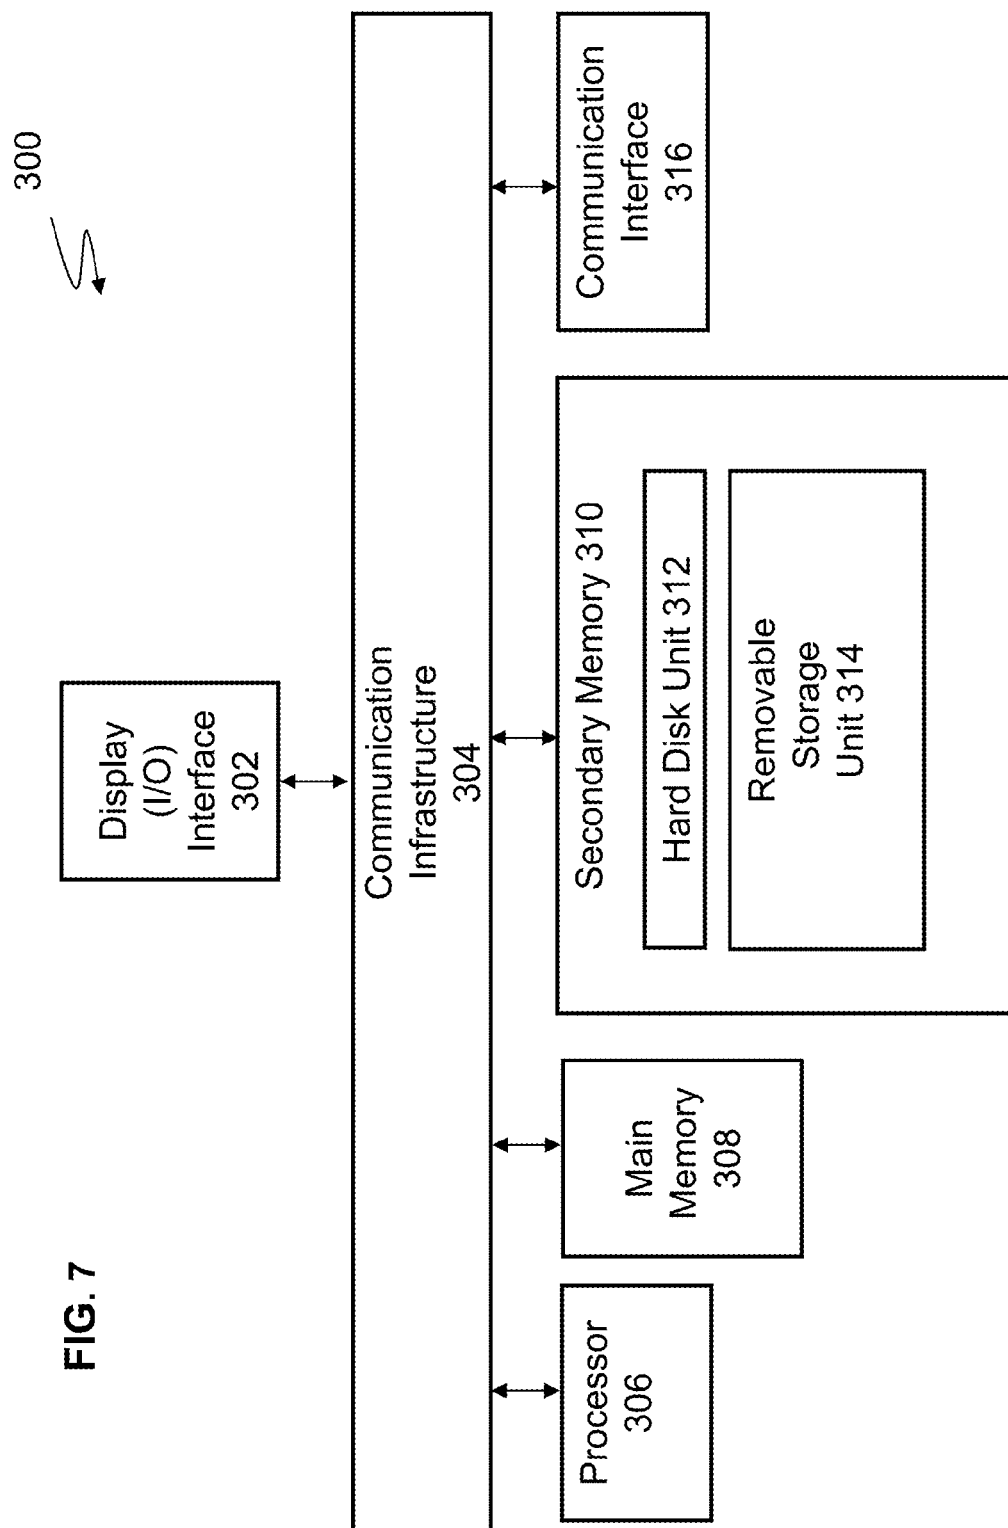 FIG. 7
300
Display
(I/O)
Interface
302
Communication
Infrastructure
304
Processor
306
Main
Memory
308
Secondary Memory 310
Hard Disk Unit 312
Removable
Storage
Unit 314
Communication
Interface
316